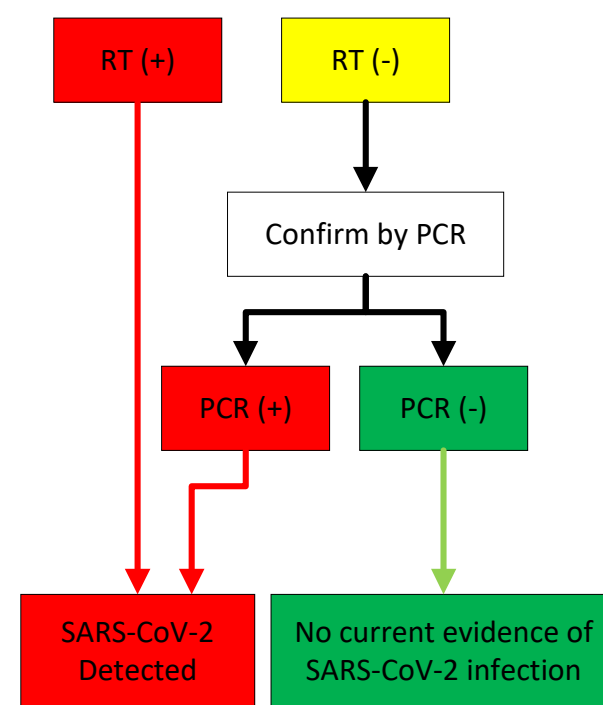 RT (+)
RT (-)
Confirm by PCR
PCR (+)
PCR (-)
SARS-CoV-2
Detected
No current evidence of
SARS-CoV-2 infection